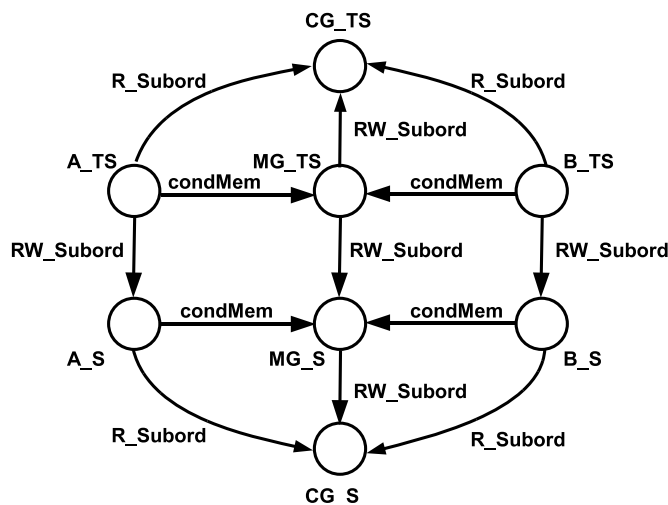 CG_TS
R_Subord
R_Subord
RW_Subord
A_TS
MG_TS
B_TS
condMem
condMem
RW_Subord
RW_Subord
RW_Subord
condMem
condMem
A_S
MG_S
B_S
RW_Subord
R_Subord
R_Subord
CG S